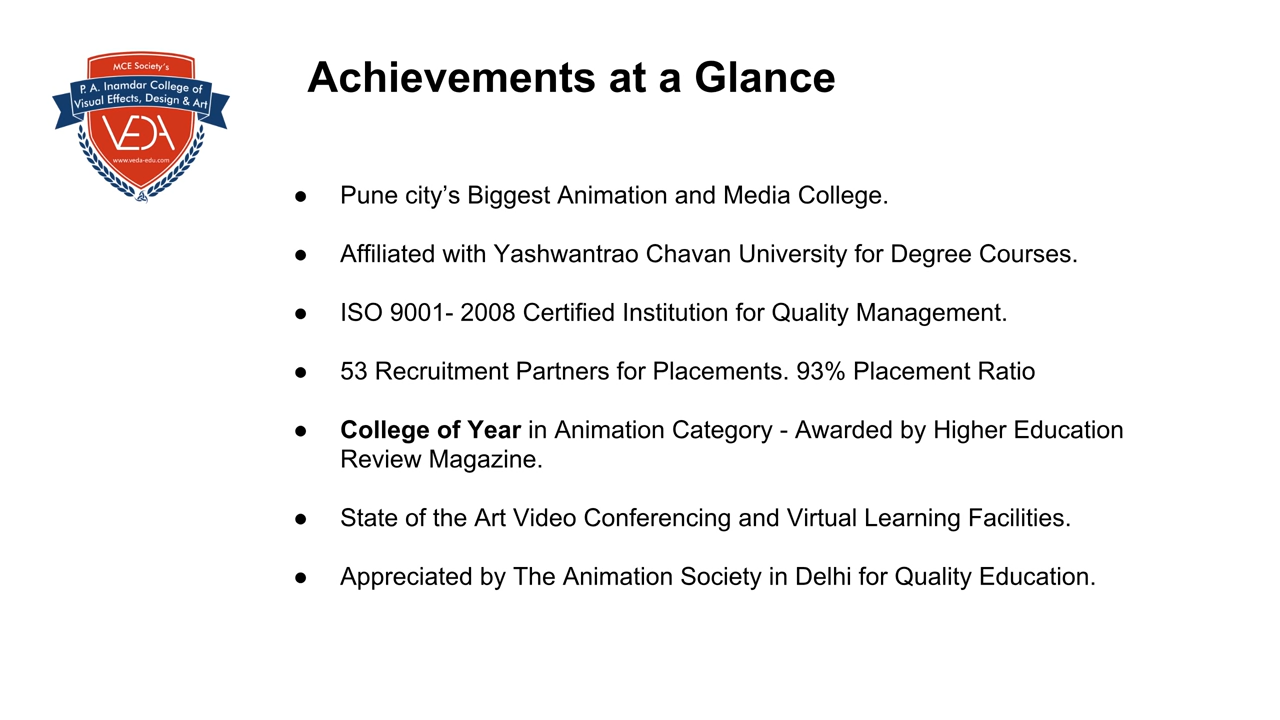 MCE Society's
P. A. Inamdar College of
Visual Effects, Design & Art
VEDA
www.veda-edu.com
Achievements at a Glance
● Pune city’s Biggest Animation and Media College.
● Affiliated with Yashwantrao Chavan University for Degree Courses.
● ISO 9001- 2008 Certified Institution for Quality Management.
● 53 Recruitment Partners for Placements. 93% Placement Ratio
● College of Year in Animation Category - Awarded by Higher Education
Review Magazine.
● State of the Art Video Conferencing and Virtual Learning Facilities.
● Appreciated by The Animation Society in Delhi for Quality Education.